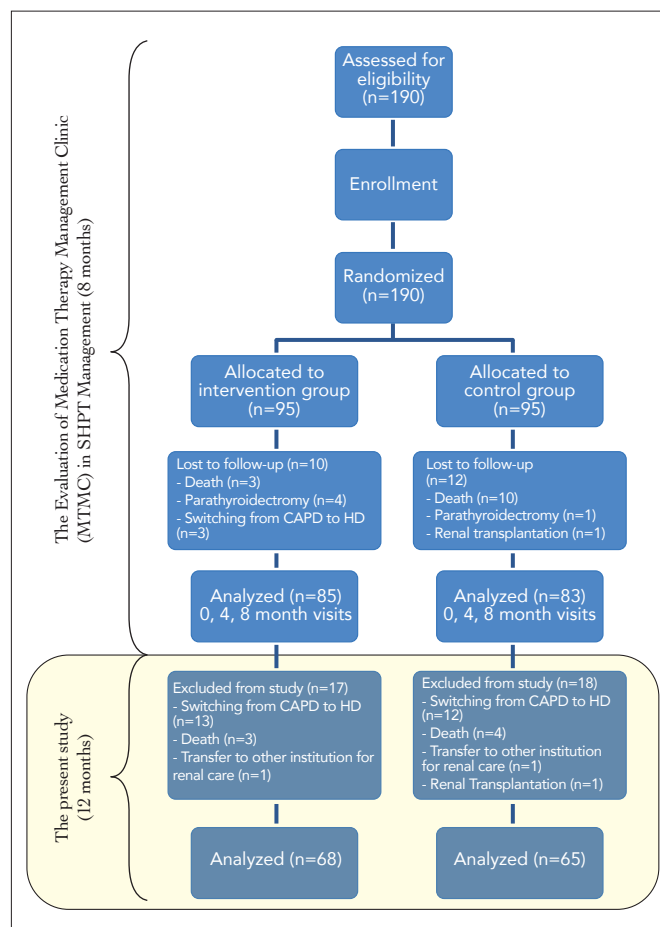 The Evaluation of Medication Therapy Management Clinic
(MTMC) in SHPT Management (8 months)
Assessed for
eligibility
(n=190)
Enrollment
Randomized
(n=190)
Allocated to
intervention group
(n=95)
Allocated to
control group
(n=95)
Lost to follow-up (n=10)
- Death (n=3)
- Parathyroidectomy (n=4)
- Switching from CAPD to HD
(n=3)
Lost to follow-up
(n=12)
- Death (n=10)
- Parathyroidectomy (n=1)
- Renal transplantation (n=1)
Analyzed (n=85)
0, 4, 8 month visits
Analyzed (n=83)
0, 4, 8 month visits
The present study
(12 months)
Excluded from study (n=17)
- Switching from CAPD to HD
(n=13)
- Death (n=3)
- Transfer to other institution for
renal care (n=1)
Excluded from study (n=18)
- Switching from CAPD to HD
(n=12)
- Death (n=4)
- Transfer to other institution
for renal care (n=1)
- Renal Transplantation (n=1)
Analyzed (n=68)
Analyzed (n=65)